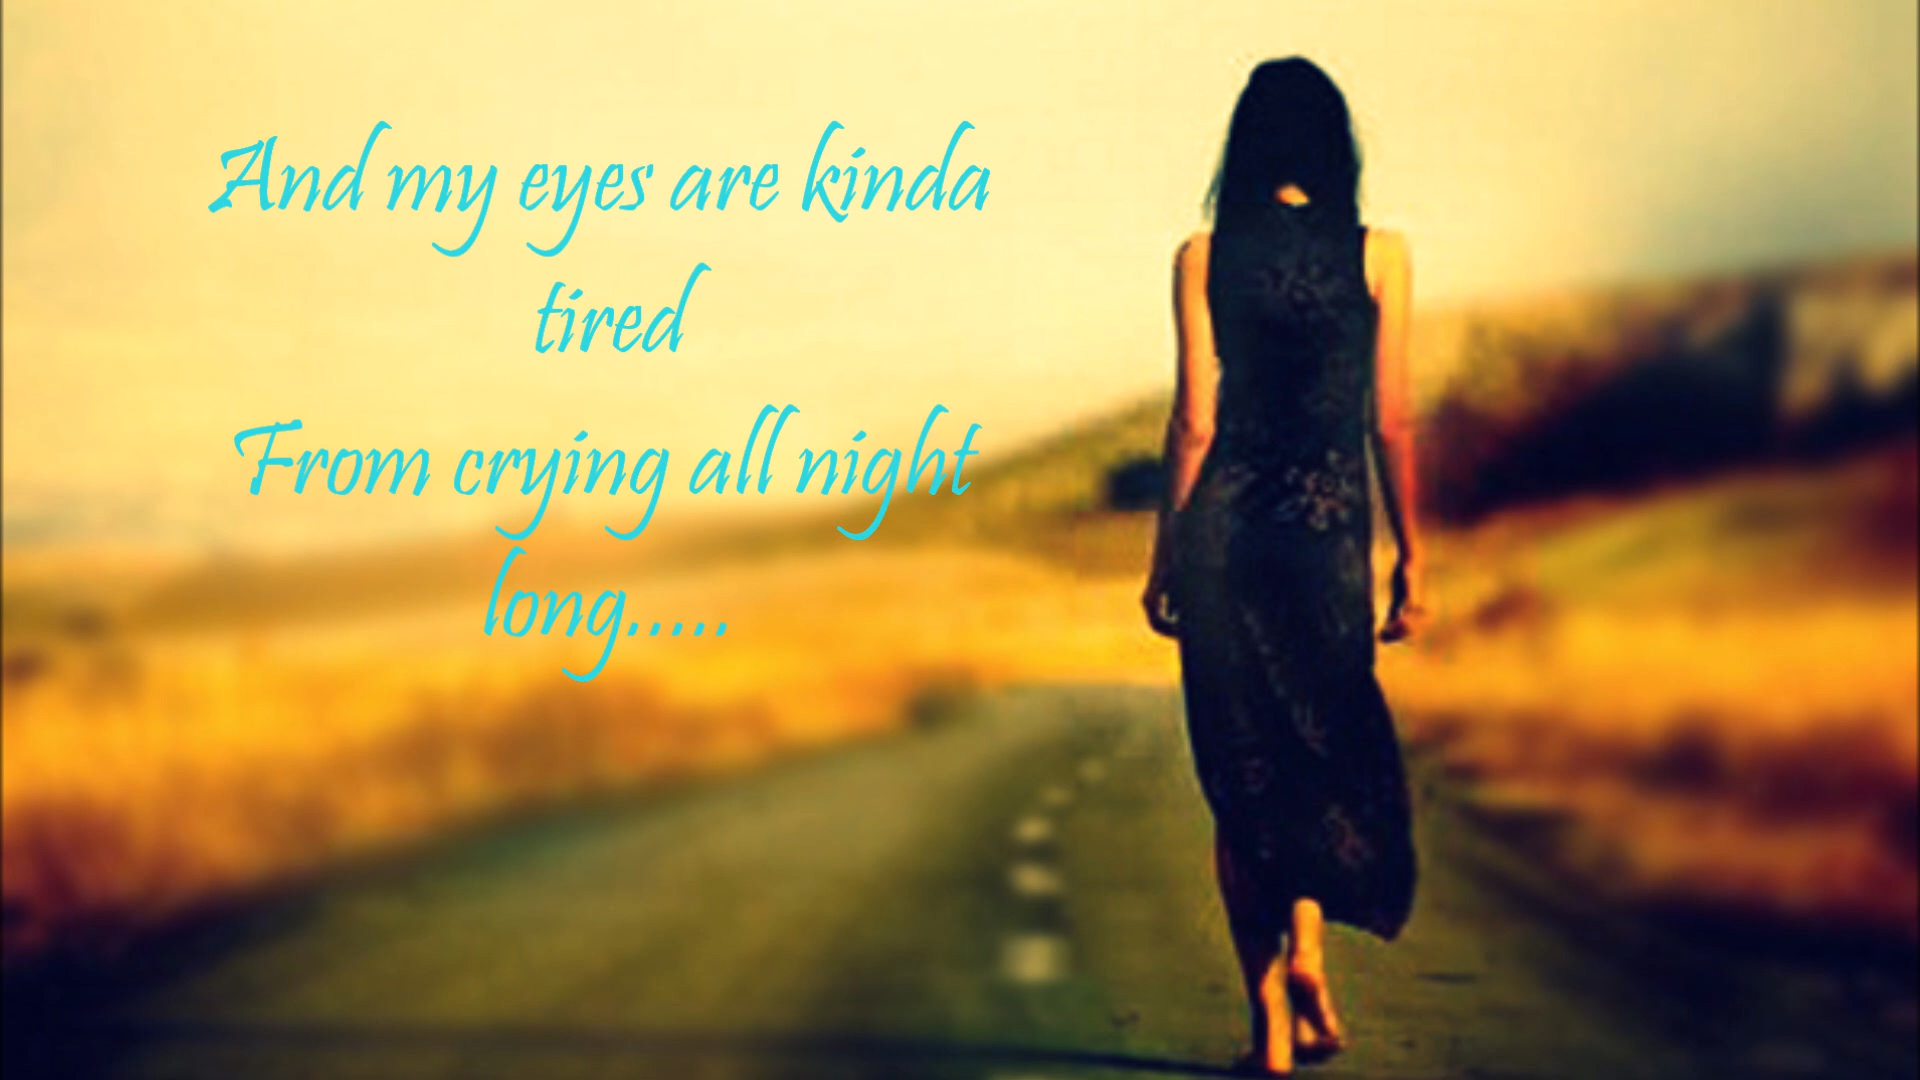 And my eyes are kinda
tired
From crying all night
long.....